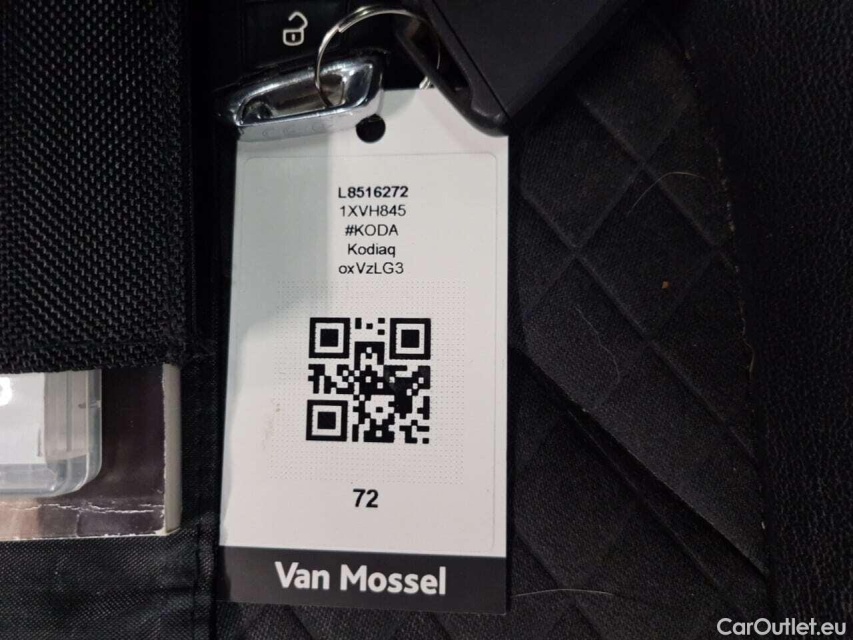 L8516272
1XVH845
#KODA
Kodiaq
oxVzLG3
72
Van Mossel
CarOutlet.eu